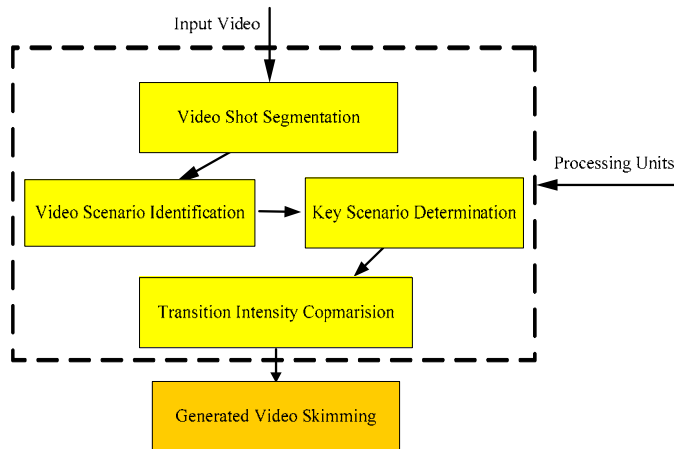 Input Video
Video Shot Segmentation
Processing Units
Video Scenario Identification
Key Scenario Determination
Transition Intensity Copmarision
Generated Video Skimming